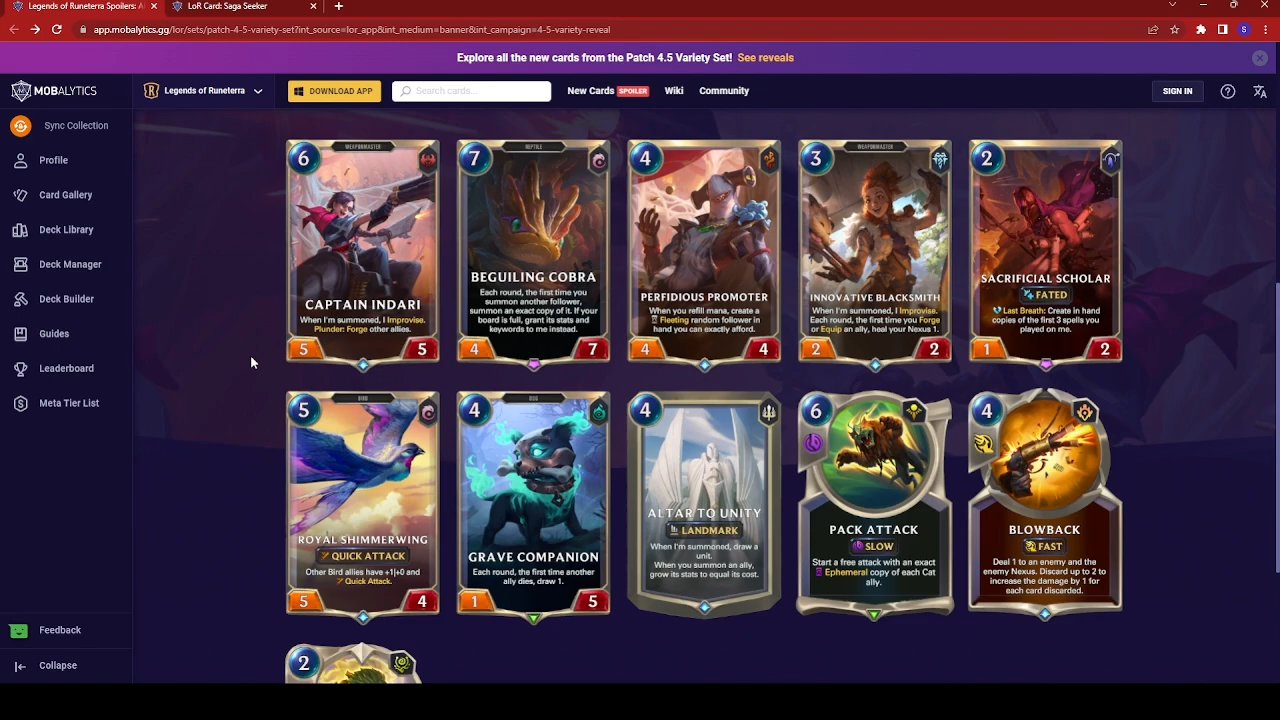 Legends of Runeterra Spoilers: A
LoR Card: Saga Seeker
app.mobalytics.gg/lor/sets/patch-4-5-variety-set?int_source=lor_app&int_medium=banner&int_campaign=4-5-variety-reveal
S
Explore all the new cards from the Patch 4.5 Variety Set! See reveals
MOBALYTICS
Legends of Runeterra
DOWNLOAD APP
Search cards...
New Cards SPOILER
Wiki
Community
SIGN IN
Sync Collection
Profile
Card Gallery
Deck Library
Deck Manager
Deck Builder
Guides
Leaderboard
Meta Tier List
Feedback
Collapse
6
WEAPONMASTER
CAPTAIN INDARI
When I'm summoned, I Improvise.
Plunder: Forge other allies.
5
5
7
REPTILE
BEGUILING COBRA
Each round, the first time you
summon another follower,
summon an exact copy of it. If your
board is full, grant its stats and
keywords to me instead.
4
7
4
PERFIDIOUS PROMOTER
When you refill mana, create a
Fleeting random follower in
hand you can exactly afford.
4
4
3
WEAPONMASTER
INNOVATIVE BLACKSMITH
When I'm summoned, I Improvise.
Each round, the first time you Forge
or Equip an ally, heal your Nexus 1.
2
2
2
SACRIFICIAL SCHOLAR
FATED
Last Breath: Create in hand
copies of the first 3 spells you
played on me.
1
2
5
BIRD
ROYAL SHIMMERWING
QUICK ATTACK
Other Bird allies have +1|+0 and
Quick Attack.
5
4
4
DOG
GRAVE COMPANION
Each round, the first time another
ally dies, draw 1.
1
5
4
ALTAR TO UNITY
LANDMARK
When I'm summoned, draw a
unit.
When you summon an ally,
grow its stats to equal its cost.
6
PACK ATTACK
SLOW
Start a free attack with an exact
Ephemeral copy of each Cat
ally.
4
BLOWBACK
FAST
Deal 1 to an enemy and the
enemy Nexus. Discard up to 2 to
increase the damage by 1 for
each card discarded.
2